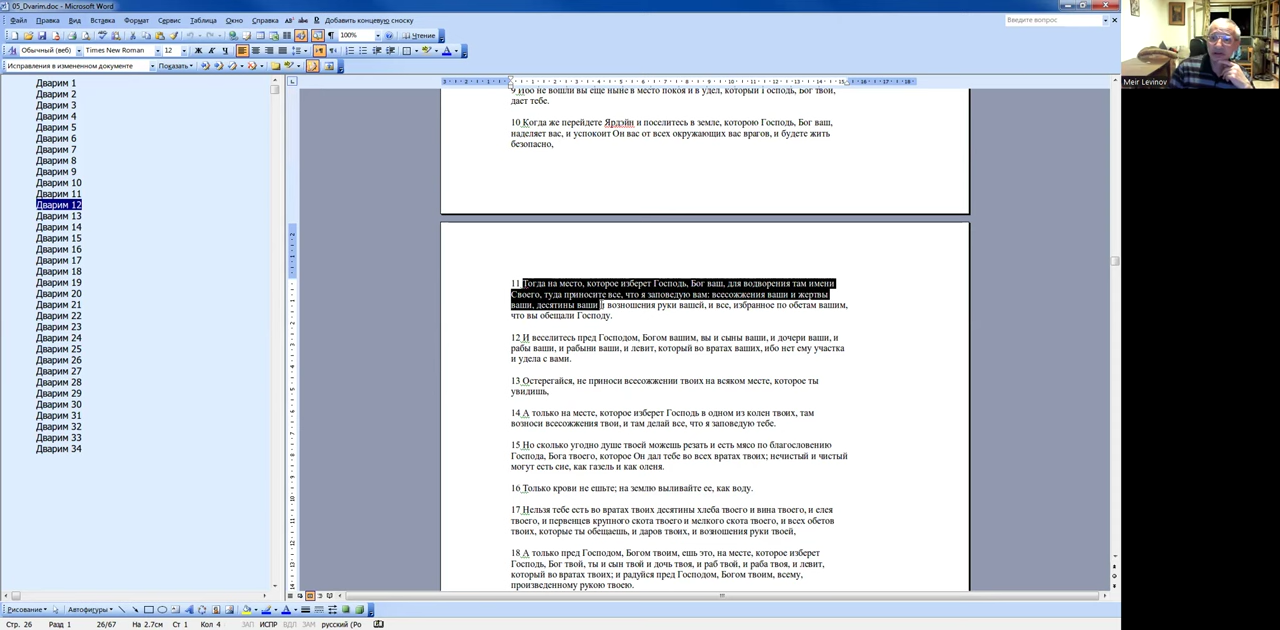 05_Dvarim.doc - Microsoft Word
Файл Правка Вид Вставка Формат Сервис Таблица Окно Справка Добавить концевую сноску
Введите вопрос
100% Чтение
Обычный (веб) Times New Roman 12 Ж К Ч
Исправления в измененном документе Показать
Дварим 1
Дварим 2
Дварим 3
Дварим 4
Дварим 5
Дварим 6
Дварим 7
Дварим 8
Дварим 9
Дварим 10
Дварим 11
Дварим 12
Дварим 13
Дварим 14
Дварим 15
Дварим 16
Дварим 17
Дварим 18
Дварим 19
Дварим 20
Дварим 21
Дварим 22
Дварим 23
Дварим 24
Дварим 25
Дварим 26
Дварим 27
Дварим 28
Дварим 29
Дварим 30
Дварим 31
Дварим 32
Дварим 33
Дварим 34
9 Ибо не вошли вы еще ныне в место покоя и в удел, который Господь, Бог твой,
дает тебе.
10 Когда же перейдете Ярдэйн и поселитесь в земле, которою Господь, Бог ваш,
наделяет вас, и успокоит Он вас от всех окружающих вас врагов, и будете жить
безопасно,
11 Тогда на место, которое изберет Господь, Бог ваш, для водворения там имени
Своего, туда приносите все, что я заповедую вам: всесожжения ваши и жертвы
ваши, десятины ваши и возношения руки вашей, и все, избранное по обетам вашим,
что вы обещали Господу.
12 И веселитесь пред Господом, Богом вашим, вы и сыны ваши, и дочери ваши, и
рабы ваши, и рабыни ваши, и левит, который во вратах ваших, ибо нет ему участка
и удела с вами.
13 Остерегайся, не приноси всесожжении твоих на всяком месте, которое ты
увидишь,
14 А только на месте, которое изберет Господь в одном из колен твоих, там
возноси всесожжения твои, и там делай все, что я заповедую тебе.
15 Но сколько угодно душе твоей можешь резать и есть мясо по благословению
Господа, Бога твоего, которое Он дал тебе во всех вратах твоих; нечистый и чистый
могут есть сие, как газель и как оленя.
16 Только крови не ешьте; на землю выливайте ее, как воду.
17 Нельзя тебе есть во вратах твоих десятины хлеба твоего и вина твоего, и елея
твоего, и первенцев крупного скота твоего и мелкого скота твоего, и всех обетов
твоих, которые ты обещаешь, и даров твоих, и возношения руки твоей,
18 А только пред Господом, Богом твоим, ешь это, на месте, которое изберет
Господь, Бог твой, ты и сын твой и дочь твоя, и раб твой, и раба твоя, и левит,
который во вратах твоих; и радуйся пред Господом, Богом твоим, всему,
произведенному рукою твоею.
Рисование Автофигуры
Стр. 26 Разд 1 26/67 На 2.7см Ст 1 Кол 4 ЗАП ИСПР ВДЛ ЗАМ русский (Ро
Meir Levinov